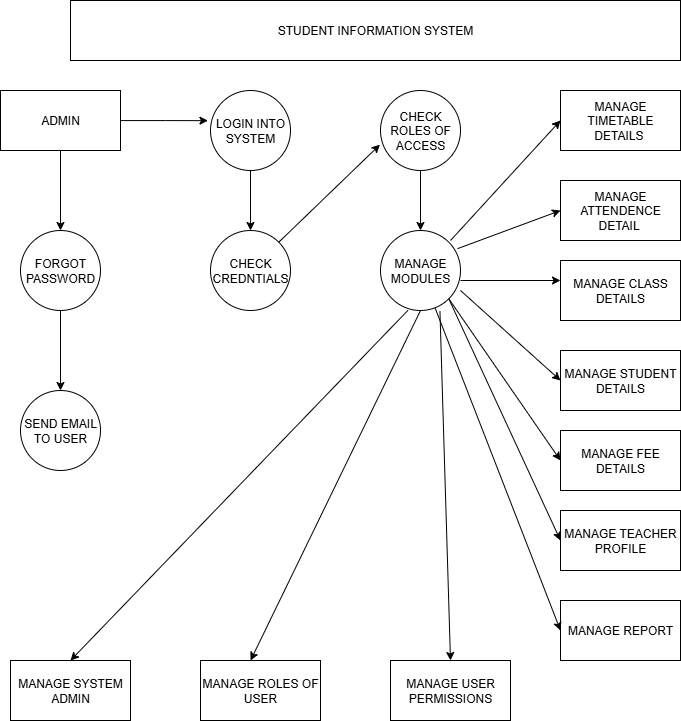 STUDENT INFORMATION SYSTEM
ADMIN
LOGIN INTO
SYSTEM
CHECK
ROLES OF
ACCESS
MANAGE
TIMETABLE
DETAILS
MANAGE
ATTENDENCE
DETAIL
FORGOT
PASSWORD
CHECK
CREDNTIALS
MANAGE
MODULES
MANAGE CLASS
DETAILS
MANAGE STUDENT
DETAILS
SEND EMAIL
TO USER
MANAGE FEE
DETAILS
MANAGE TEACHER
PROFILE
MANAGE REPORT
MANAGE SYSTEM
ADMIN
MANAGE ROLES OF
USER
MANAGE USER
PERMISSIONS